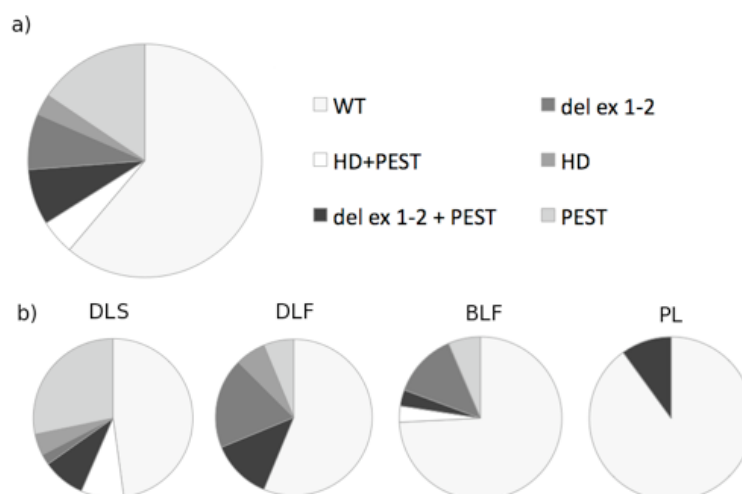 a)
WT
del ex 1-2
HD+PEST
HD
del ex 1-2 + PEST
PEST
b)
DLS
DLF
BLF
PL